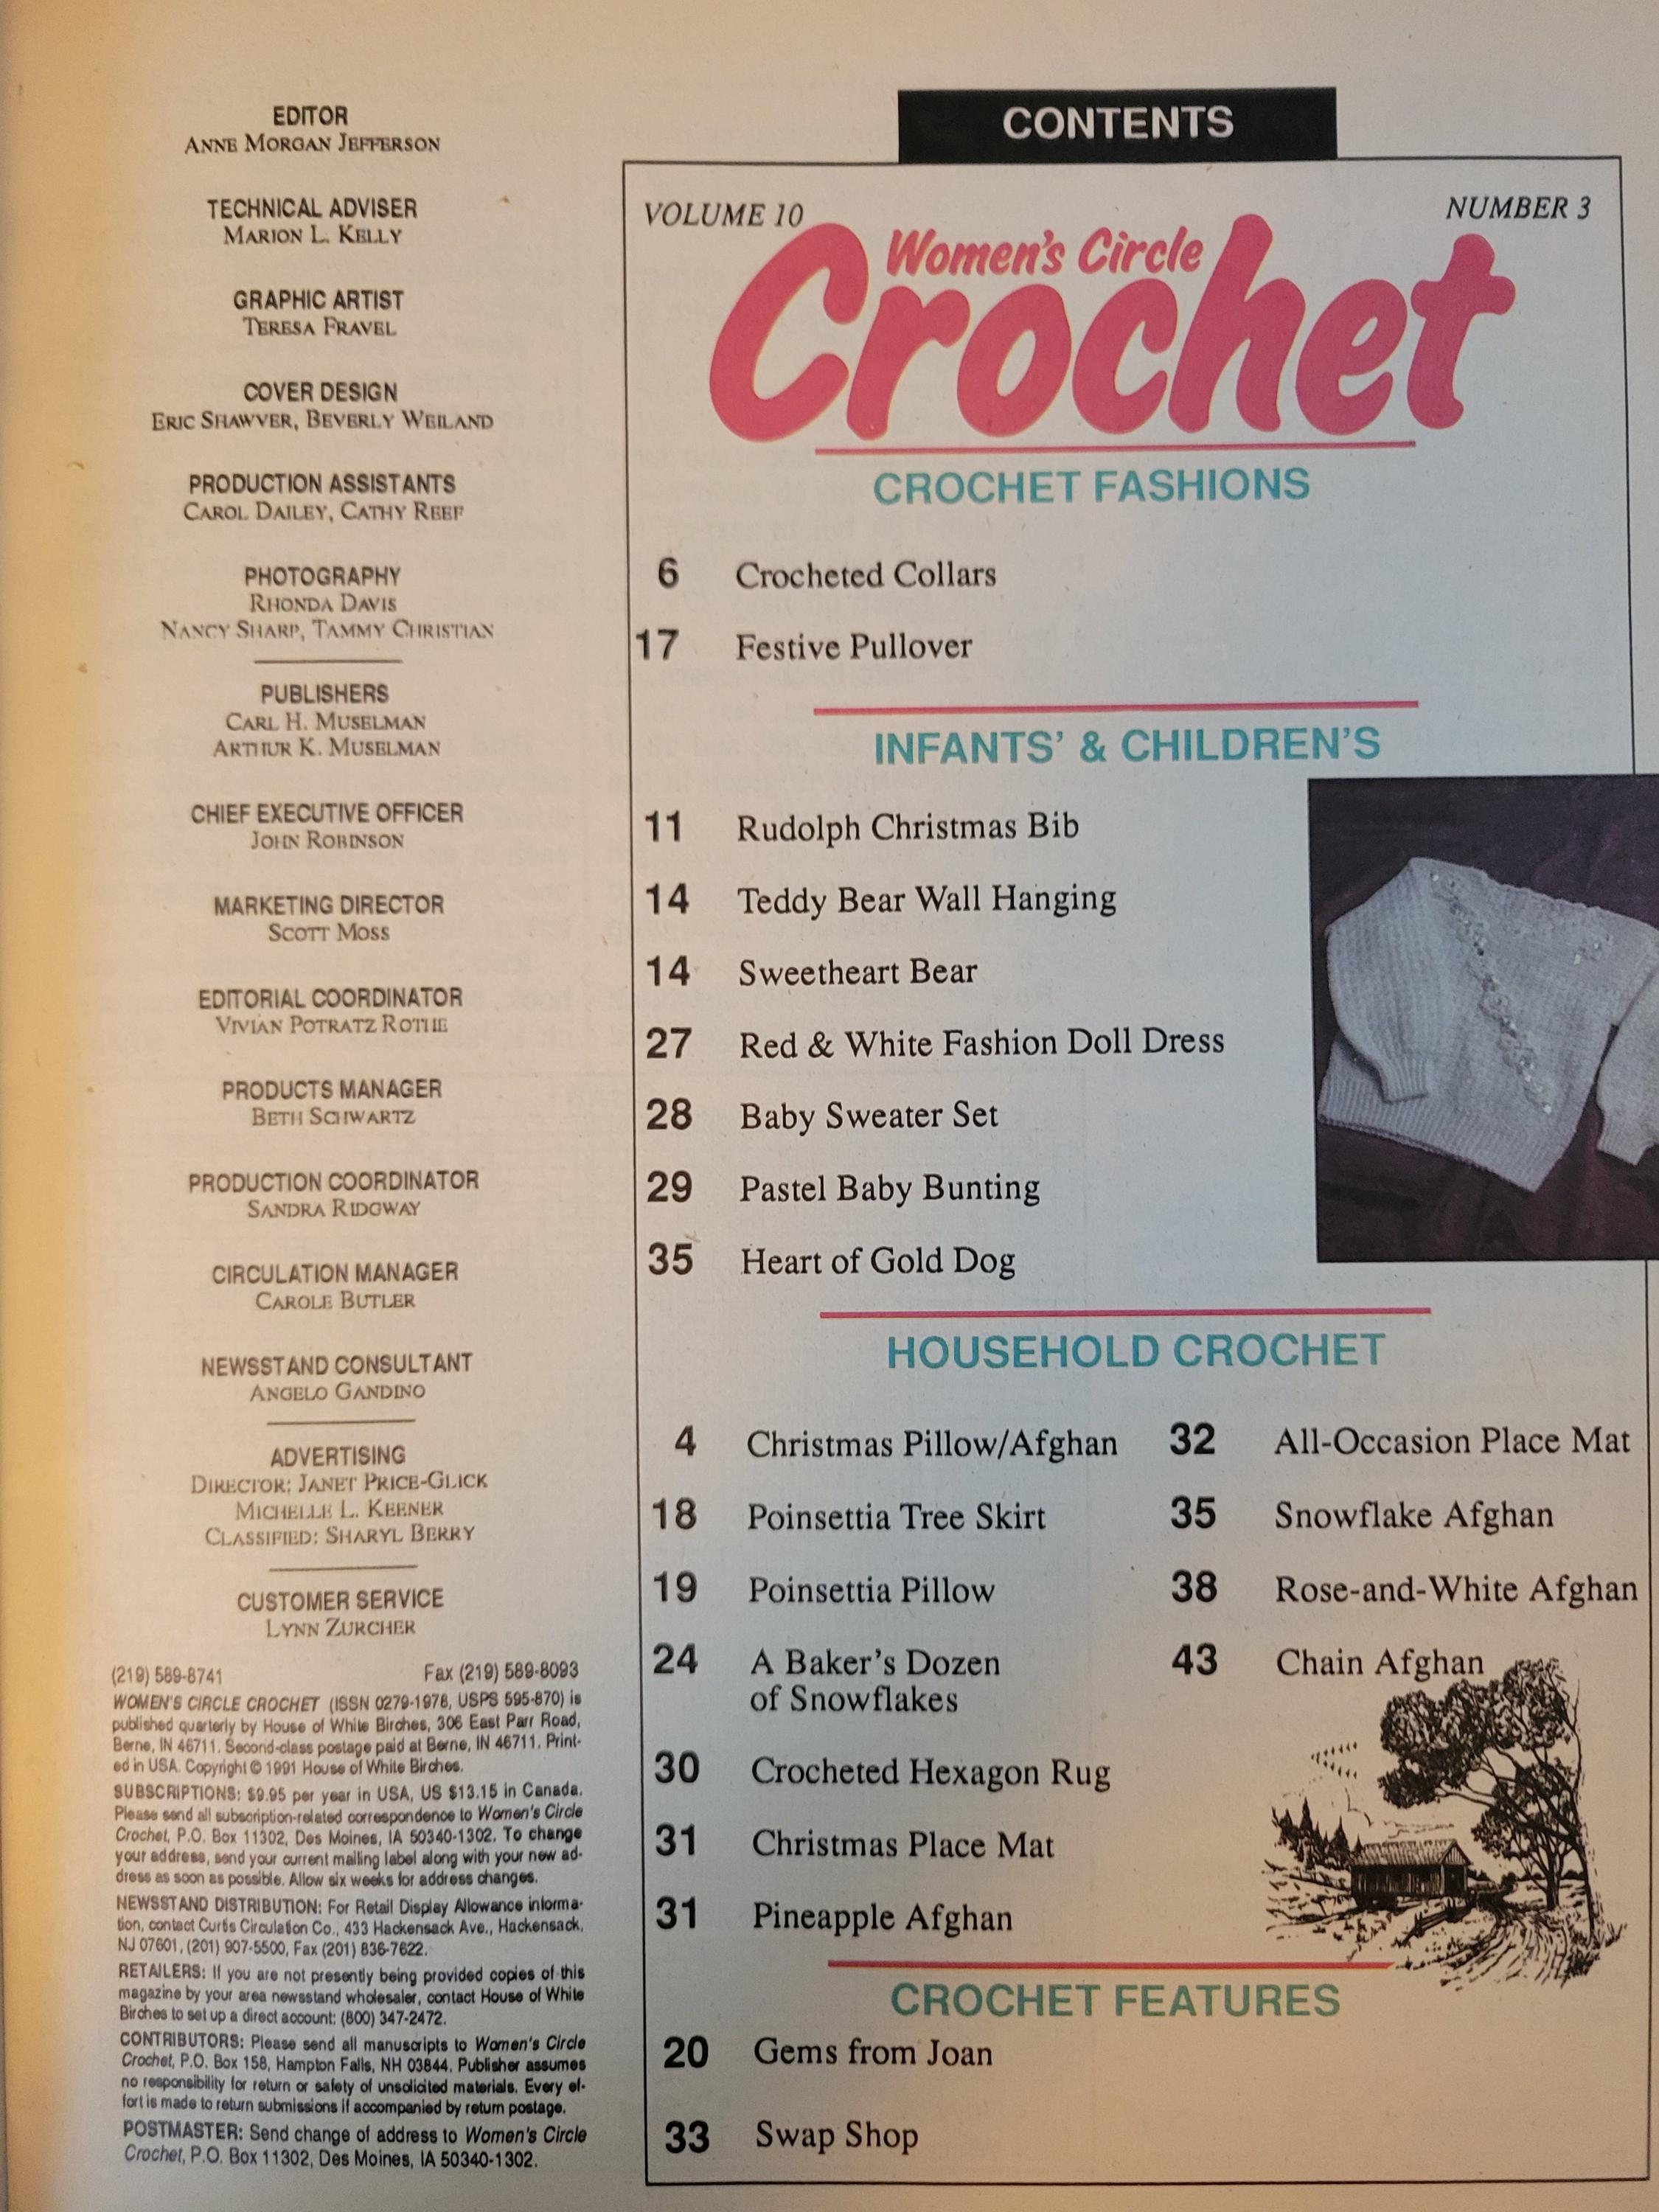 EDITOR
ANNE MORGAN JEFFERSON
TECHNICAL ADVISER
MARION L. KELLY
GRAPHIC ARTIST
TERESA FRAVEL
COVER DESIGN
ERIC SHAWVER, BEVERLY WEILAND
PRODUCTION ASSISTANTS
CAROL DAILEY, CATHY REEF
PHOTOGRAPHY
RHONDA DAVIS
NANCY SHARP, TAMMY CHRISTIAN
PUBLISHERS
CARL H. MUSELMAN
ARTHUR K. MUSELMAN
CHIEF EXECUTIVE OFFICER
JOHN ROBINSON
MARKETING DIRECTOR
SCOTT MOSS
EDITORIAL COORDINATOR
VIVIAN POTRATZ ROTHE
PRODUCTS MANAGER
BETH SCHWARTZ
PRODUCTION COORDINATOR
SANDRA RIDGWAY
CIRCULATION MANAGER
CAROLE BUTLER
NEWSSTAND CONSULTANT
ANGELO GANDINO
ADVERTISING
DIRECTOR: JANET PRICE-GLICK
MICHELLE L. KEENER
CLASSIFIED: SHARYL BERRY
CUSTOMER SERVICE
LYNN ZURCHER
(219) 589-8741 Fax (219) 589-8093
WOMEN'S CIRCLE CROCHET (ISSN 0279-1978, USPS 595-870) is
published quarterly by House of White Birches, 306 East Parr Road,
Berne, IN 46711. Second-class postage paid at Berne, IN 46711. Print-
ed in USA. Copyright © 1991 House of White Birches.
SUBSCRIPTIONS: $9.95 per year in USA, US $13.15 in Canada.
Please send all subscription-related correspondence to Women's Circle
Crochet, P.O. Box 11302, Des Moines, IA 50340-1302. To change
your address, send your current mailing label along with your new ad-
dress as soon as possible. Allow six weeks for address changes.
NEWSSTAND DISTRIBUTION: For Retail Display Allowance informa-
tion, contact Curtis Circulation Co., 433 Hackensack Ave., Hackensack,
NJ 07601, (201) 907-5500, Fax (201) 836-7622.
RETAILERS: If you are not presently being provided copies of this
magazine by your area newsstand wholesaler, contact House of White
Birches to set up a direct account: (800) 347-2472.
CONTRIBUTORS: Please send all manuscripts to Women's Circle
Crochet, P.O. Box 158, Hampton Falls, NH 03844. Publisher assumes
no responsibility for return or safety of unsolicited materials. Every ef-
fort is made to return submissions if accompanied by return postage.
POSTMASTER: Send change of address to Women's Circle
Crochet, P.O. Box 11302, Des Moines, IA 50340-1302.
CONTENTS
VOLUME 10 NUMBER 3
Women's Circle
Crochet
CROCHET FASHIONS
6 Crocheted Collars
17 Festive Pullover
INFANTS' & CHILDREN'S
11 Rudolph Christmas Bib
14 Teddy Bear Wall Hanging
14 Sweetheart Bear
27 Red & White Fashion Doll Dress
28 Baby Sweater Set
29 Pastel Baby Bunting
35 Heart of Gold Dog
HOUSEHOLD CROCHET
4 Christmas Pillow/Afghan
18 Poinsettia Tree Skirt
19 Poinsettia Pillow
24 A Baker's Dozen
of Snowflakes
30 Crocheted Hexagon Rug
31 Christmas Place Mat
31 Pineapple Afghan
32 All-Occasion Place Mat
35 Snowflake Afghan
38 Rose-and-White Afghan
43 Chain Afghan
CROCHET FEATURES
20 Gems from Joan
33 Swap Shop